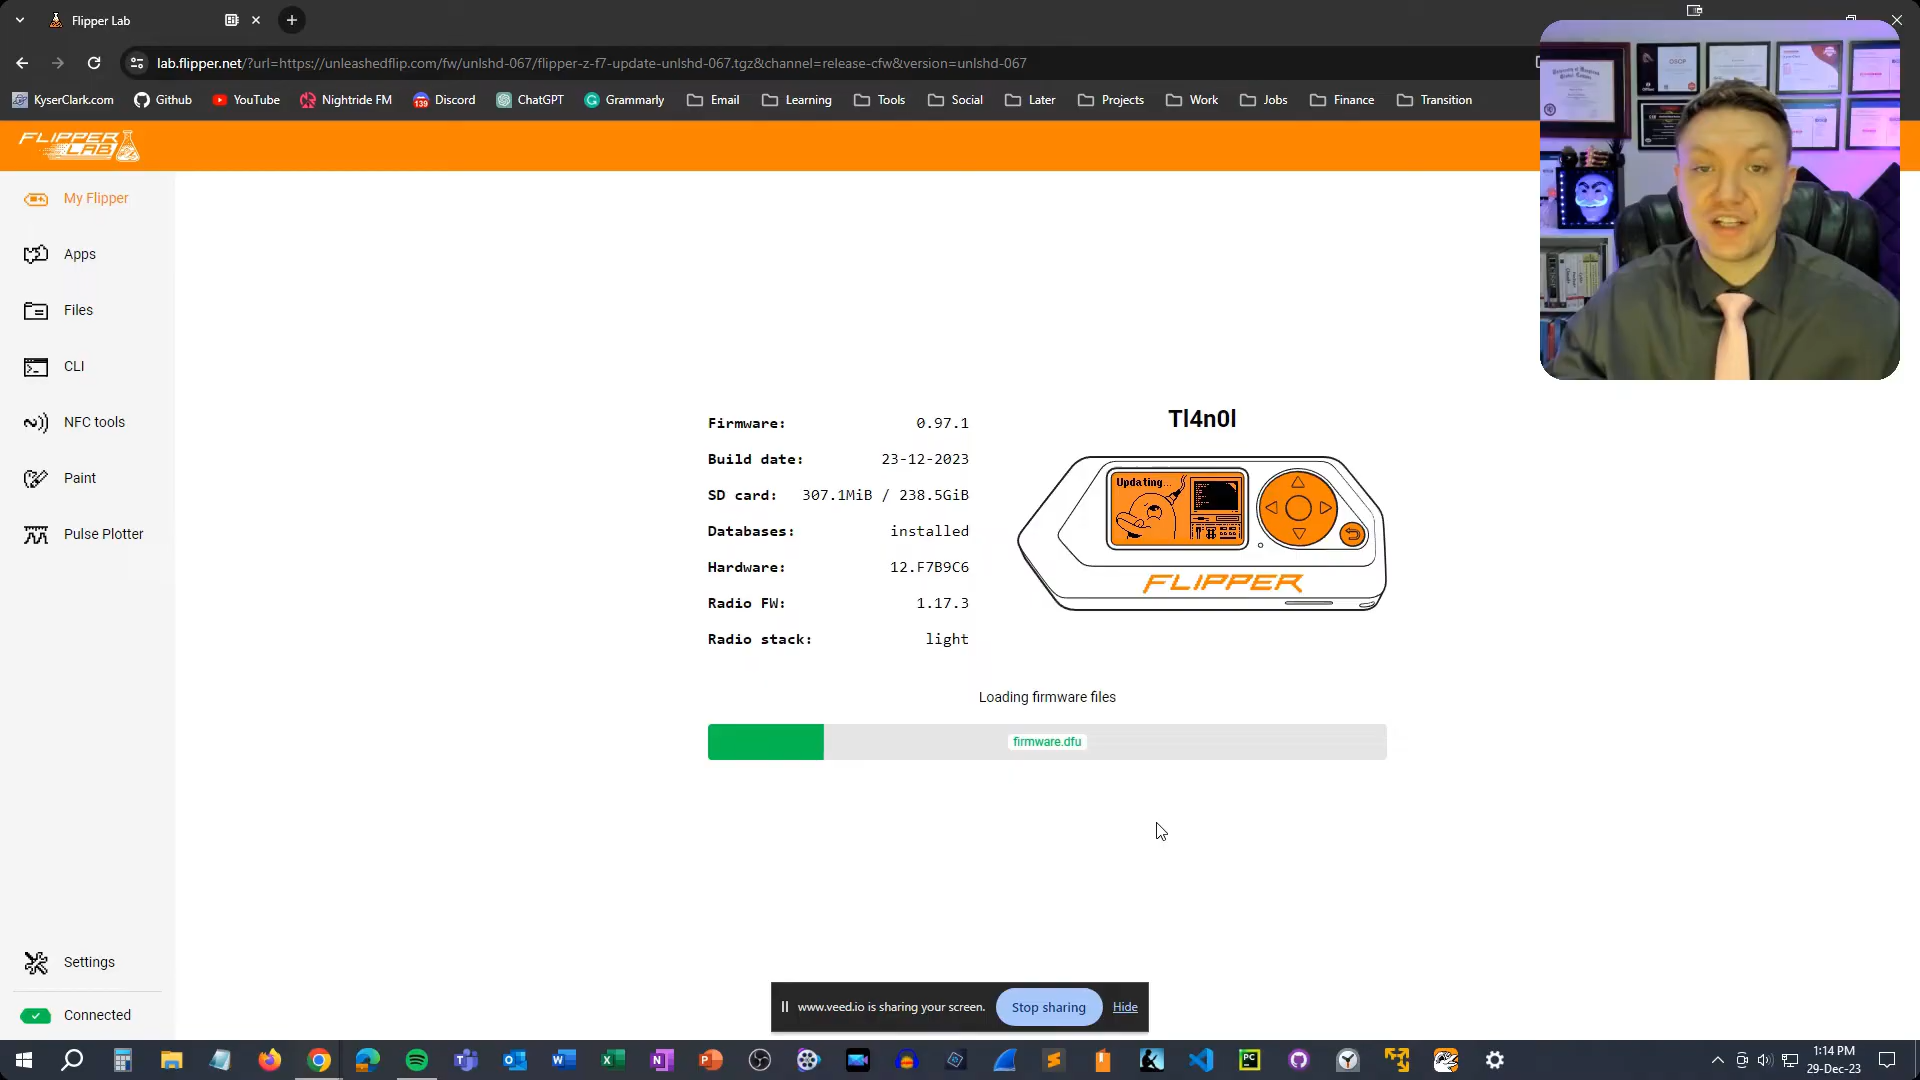 Flipper Lab
lab.flipper.net/?url=https://unleashedflip.com/fw/unlshd-067/flipper-z-f7-update-unlshd-067.tgz&channel=release-cfw&version=unlshd-067
KyserClark.com Github YouTube Nightride FM 139 Discord ChatGPT Grammarly Email Learning Tools Social Later Projects Work Jobs Finance Transition
FLIPPER
LAB
My Flipper
Apps
Files
CLI
NFC tools
Paint
Pulse Plotter
Settings
Connected
Firmware: 0.97.1
Build date: 23-12-2023
SD card: 307.1MiB / 238.5GiB
Databases: installed
Hardware: 12.F7B9C6
Radio FW: 1.17.3
Radio stack: light
Tl4n0l
Updating...
FLIPPER
Loading firmware files
firmware.dfu
www.veed.io is sharing your screen. Stop sharing Hide
1:14 PM
29-Dec-23